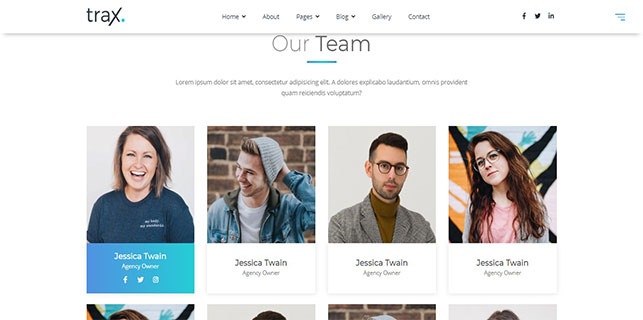 trax.
Home About Pages Blog Gallery Contact
Our Team
Lorem ipsum dolor sit amet, consectetur adipisicing elit. A dolores explicabo laudantium, omnis provident
quam reiciendis voluptatum?
Jessica Twain
Agency Owner
Jessica Twain
Agency Owner
Jessica Twain
Agency Owner
Jessica Twain
Agency Owner